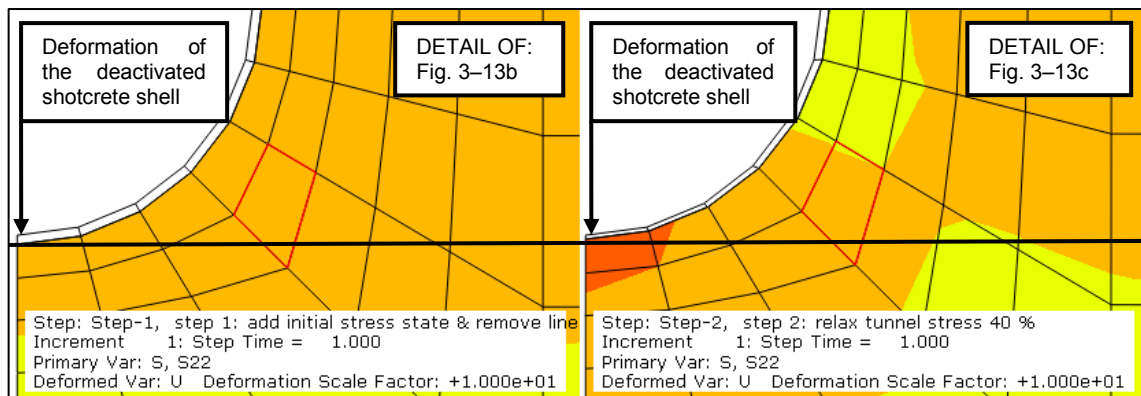 Deformation of
the deactivated
shotcrete shell
DETAIL OF:
Fig. 3–13b
Step: Step-1, step 1: add initial stress state & remove line
Increment 1: Step Time = 1.000
Primary Var: S, S22
Deformed Var: U Deformation Scale Factor: +1.000e+01
Deformation of
the deactivated
shotcrete shell
DETAIL OF:
Fig. 3–13c
Step: Step-2, step 2: relax tunnel stress 40 %
Increment 1: Step Time = 1.000
Primary Var: S, S22
Deformed Var: U Deformation Scale Factor: +1.000e+01